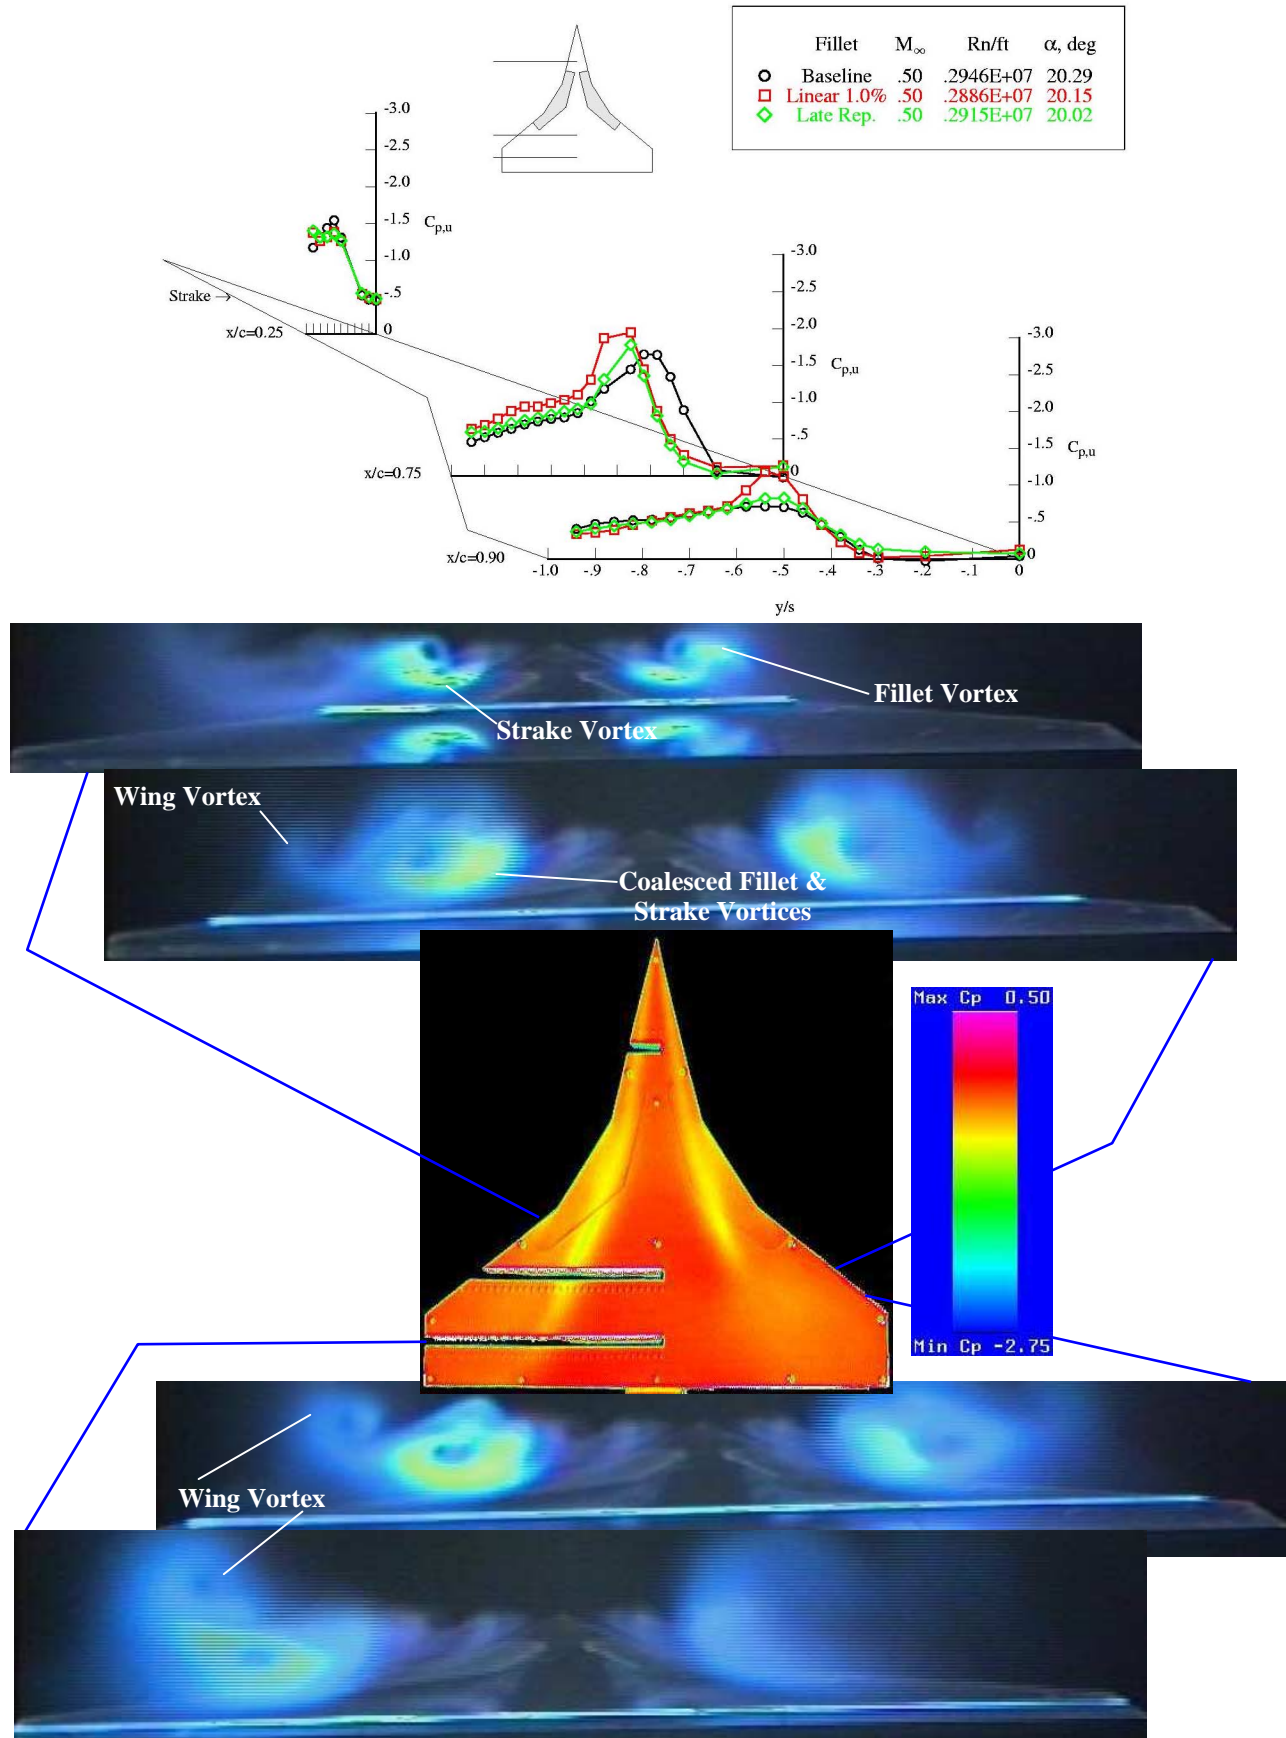 Fillet M∞ Rn/ft α, deg
Baseline .50 .2946E+07 20.29
Linear 1.0% .50 .2886E+07 20.15
Late Rep. .50 .2915E+07 20.02
-3.0
-2.5
-2.0
-1.5
-1.0
-.5
0
Cp,u
Strake →
x/c=0.25
-3.0
-2.5
-2.0
-1.5
-1.0
-.5
0
Cp,u
x/c=0.75
-3.0
-2.5
-2.0
-1.5
-1.0
-.5
0
Cp,u
x/c=0.90
-1.0 -.9 -.8 -.7 -.6 -.5 -.4 -.3 -.2 -.1 0
y/s
Fillet Vortex
Strake Vortex
Wing Vortex
Coalesced Fillet &
Strake Vortices
Max Cp 0.50
Min Cp -2.75
Wing Vortex